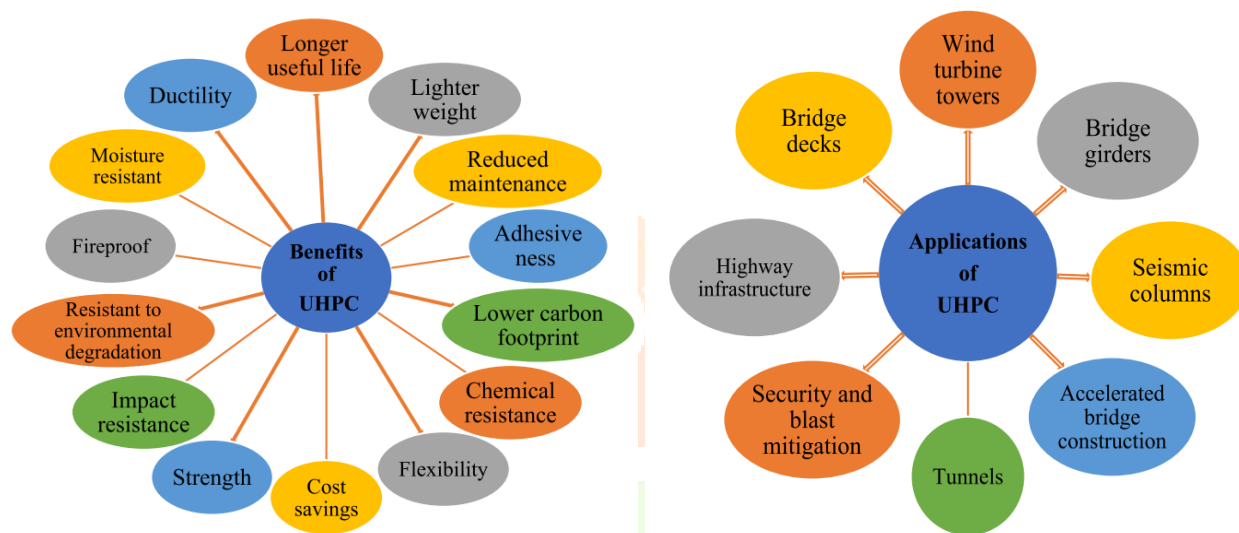 Benefits
of
UHPC
Longer
useful life
Lighter
weight
Reduced
maintenance
Adhesive
ness
Lower carbon
footprint
Chemical
resistance
Flexibility
Cost
savings
Strength
Impact
resistance
Resistant to
environmental
degradation
Fireproof
Moisture
resistant
Ductility
Applications
of
UHPC
Wind
turbine
towers
Bridge
girders
Seismic
columns
Accelerated
bridge
construction
Tunnels
Security and
blast
mitigation
Highway
infrastructure
Bridge
decks